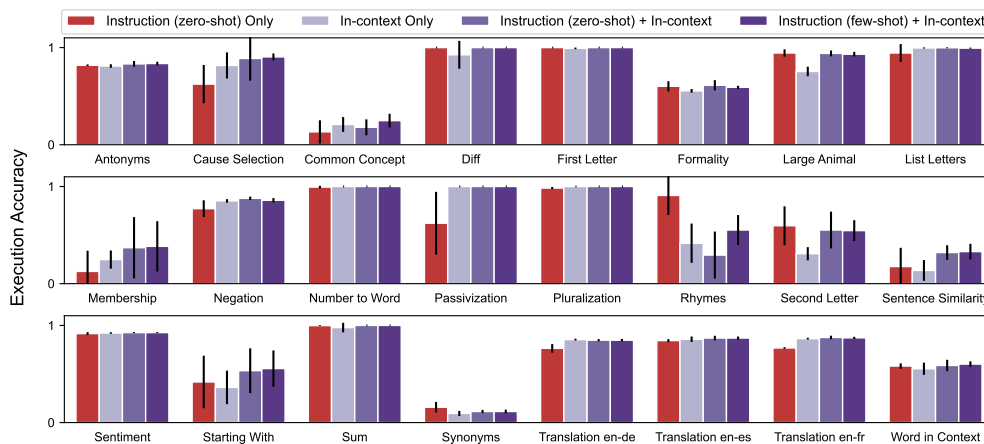 Instruction (zero-shot) Only In-context Only Instruction (zero-shot) + In-context Instruction (few-shot) + In-context
Execution Accuracy
1
0
Antonyms Cause Selection Common Concept Diff First Letter Formality Large Animal List Letters
1
0
Membership Negation Number to Word Passivization Pluralization Rhymes Second Letter Sentence Similarity
1
0
Sentiment Starting With Sum Synonyms Translation en-de Translation en-es Translation en-fr Word in Context